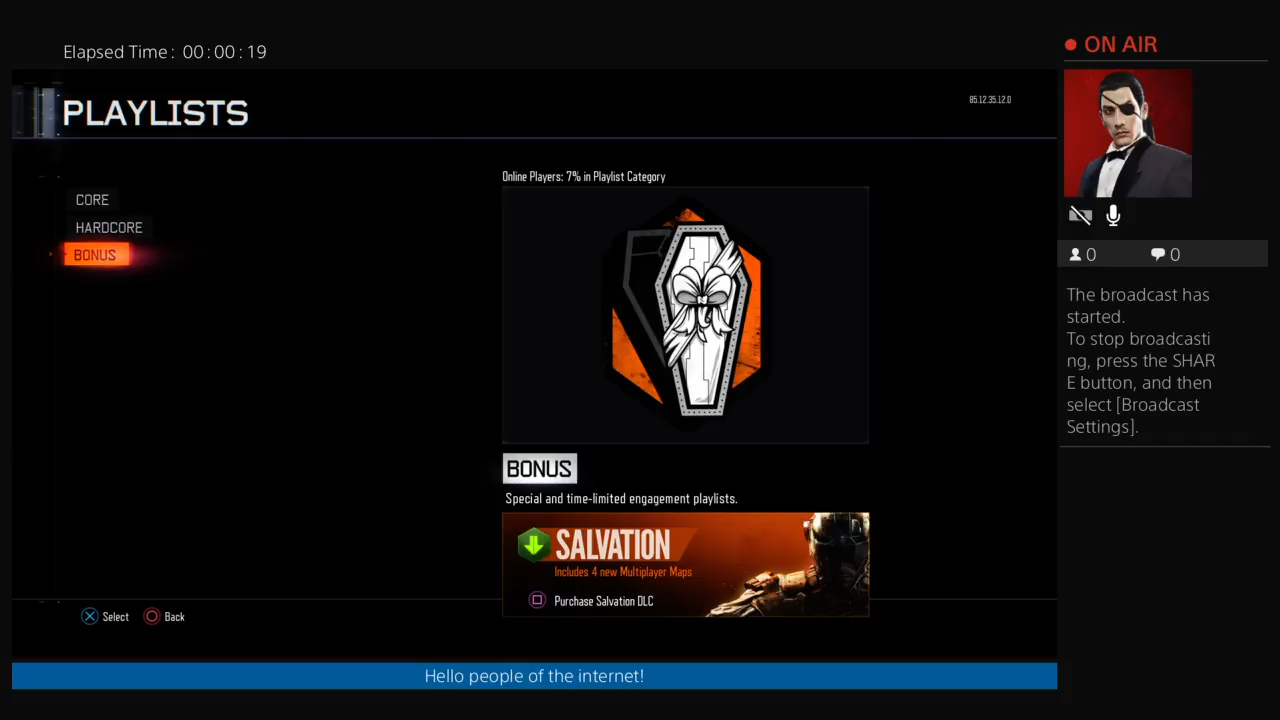 Elapsed Time: 00:00:19
ON AIR
PLAYLISTS
85.12.35.12.0
CORE
HARDCORE
BONUS
Online Players: 7% in Playlist Category
BONUS
Special and time-limited engagement playlists.
SALVATION
Includes 4 new Multiplayer Maps
Purchase Salvation DLC
Select Back
Hello people of the internet!
0 0
The broadcast has
started.
To stop broadcasti
ng, press the SHAR
E button, and then
select [Broadcast
Settings].